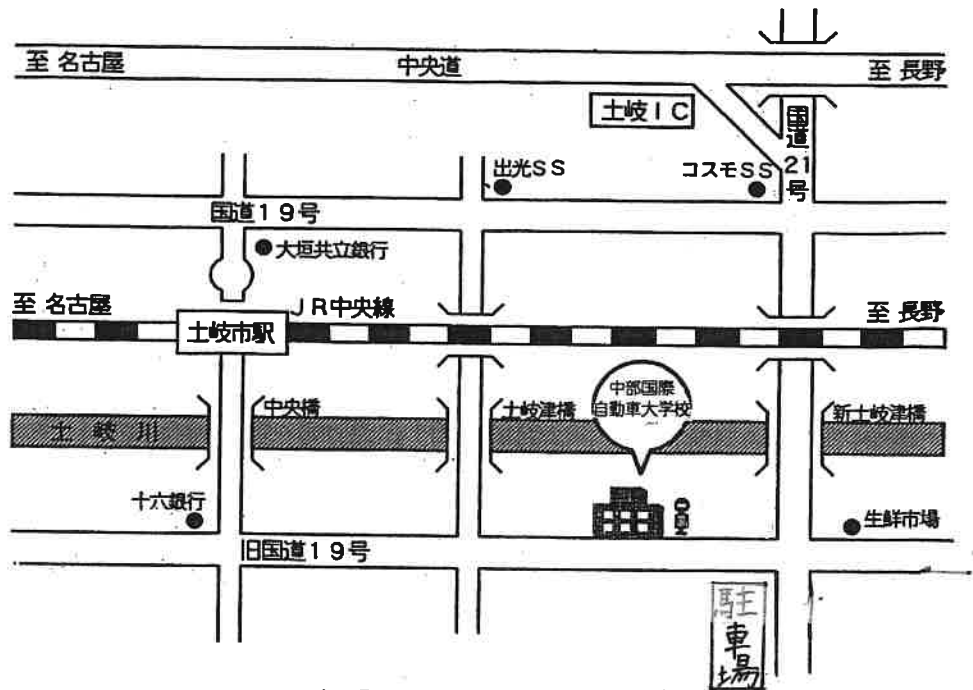 至 名古屋
中央道
至 長野
土岐IC
国道21号
出光SS
コスモSS
国道19号
大垣共立銀行
至 名古屋
JR中央線
至 長野
土岐市駅
中部国際
自動車大学校
中央橋
土岐津橋
新土岐津橋
土岐川
十六銀行
生鮮市場
旧国道19号
駐車場